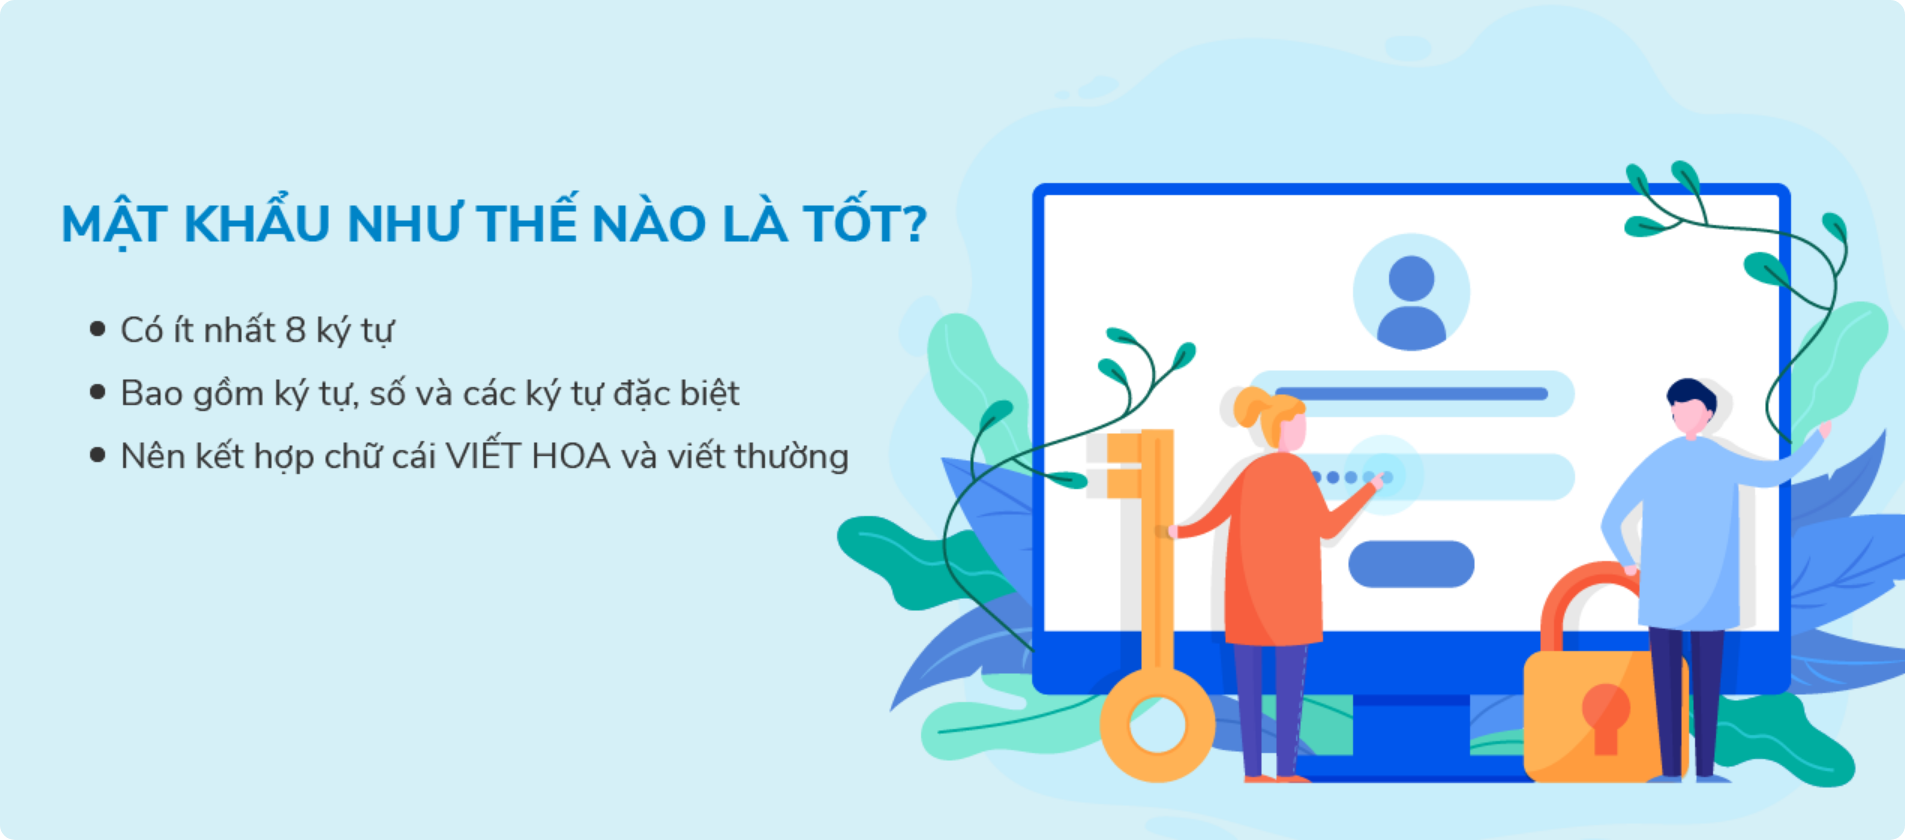 MẬT KHẨU NHƯ THẾ NÀO LÀ TỐT?
• Có ít nhất 8 ký tự
• Bao gồm ký tự, số và các ký tự đặc biệt
• Nên kết hợp chữ cái VIẾT HOA và viết thường